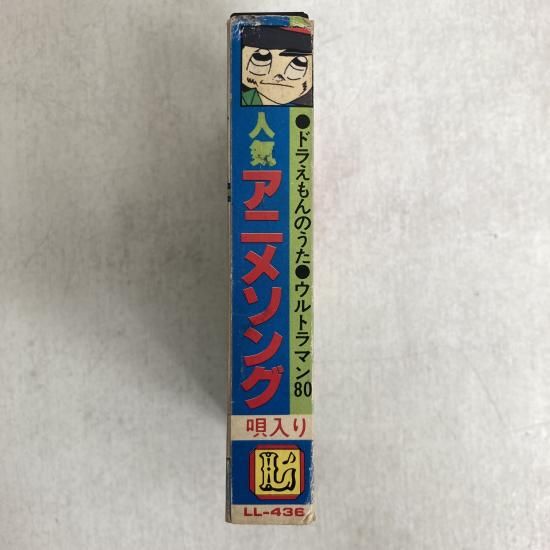 ●ドラえもんのうた●ウルトラマン80
人気
アニメソング
唄入り
L
LL-436